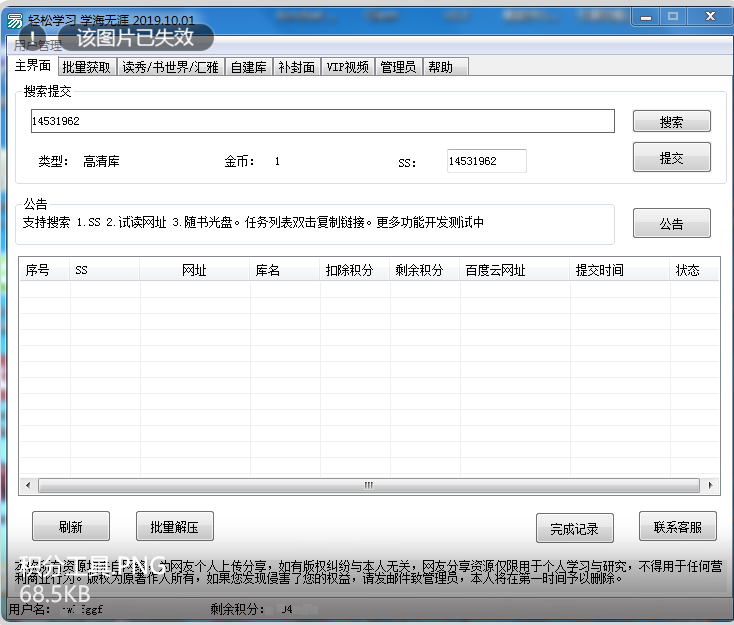 轻松学习 学海无涯 2019.10.01
该图片已失效
用户管理
主界面 批量获取 读秀/书世界/汇雅 自建库 补封面 VIP视频 管理员 帮助
搜索提交
14531962 搜索
类型： 高清库 金币： 1 SS： 14531962 提交
公告
支持搜索 1.SS 2.试读网址 3.随书光盘。任务列表双击复制链接。更多功能开发测试中 公告
序号 SS 网址 库名 扣除积分 剩余积分 百度云网址 提交时间 状态
刷新 批量解压 完成记录 联系客服
积分工具.PNG
为网友个人上传分享，如有版权纠纷与本人无关，网友分享资源仅限用于个人学习与研究，不得用于任何营
利商业行为。版权为原著作人所有，如果您发现侵害了您的权益，请发邮件致管理员，本人将在第一时间予以删除。
68.5KB
用户名： 剩余积分：